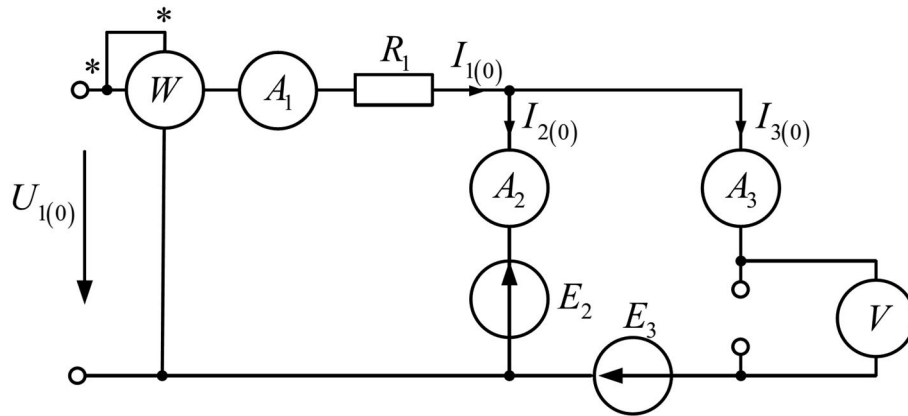 *
*
W
A1
R1
I1(0)
I2(0)
I3(0)
U1(0)
A2
A3
E2
E3
V